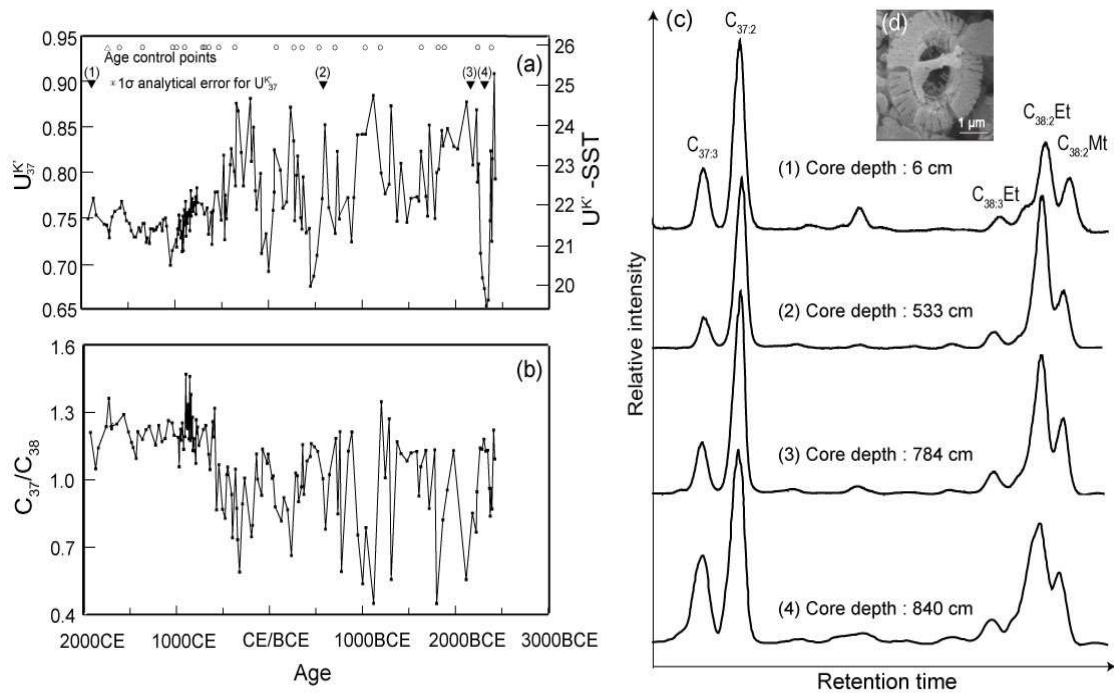 (a)
0.95
0.90
0.85
0.80
0.75
0.70
0.65
U^K'_37
Age control points
(1)
(2)
(3)
(4)
1σ analytical error for U^K'_37
26
25
24
23
22
21
20
U^K'-SST
(b)
1.6
1.3
1.0
0.7
0.4
C37/C38
2000CE
1000CE
CE/BCE
1000BCE
2000BCE
3000BCE
Age
(c)
C37:2
(d)
1 μm
C37:3
C38:2Et
C38:2Mt
C38:3Et
(1) Core depth : 6 cm
(2) Core depth : 533 cm
(3) Core depth : 784 cm
(4) Core depth : 840 cm
Relative intensity
Retention time